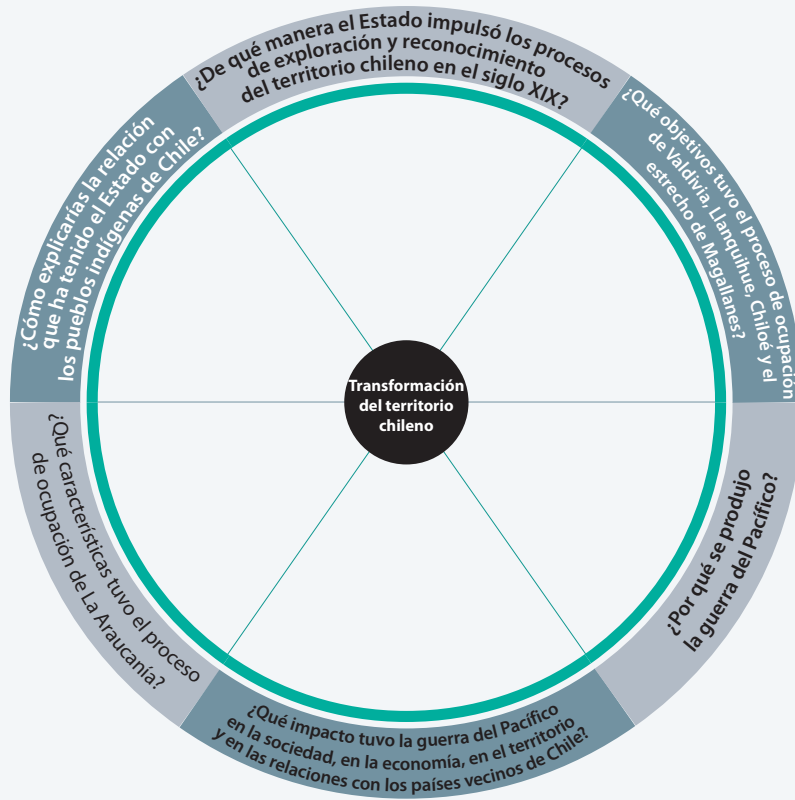 ¿De qué manera el Estado impulsó los procesos
de exploración y reconocimiento
del territorio chileno en el siglo XIX?
¿Qué objetivos tuvo el proceso de ocupación
de Valdivia, Llanquihue, Chiloé y el
estrecho de Magallanes?
¿Por qué se produjo
la guerra del Pacífico?
¿Qué impacto tuvo la guerra del Pacífico
en la sociedad, en la economía, en el territorio
y en las relaciones con los países vecinos de Chile?
¿Qué características tuvo el proceso
de ocupación de La Araucanía?
¿Cómo explicarías la relación
que ha tenido el Estado con
los pueblos indígenas de Chile?
Transformación
del territorio
chileno